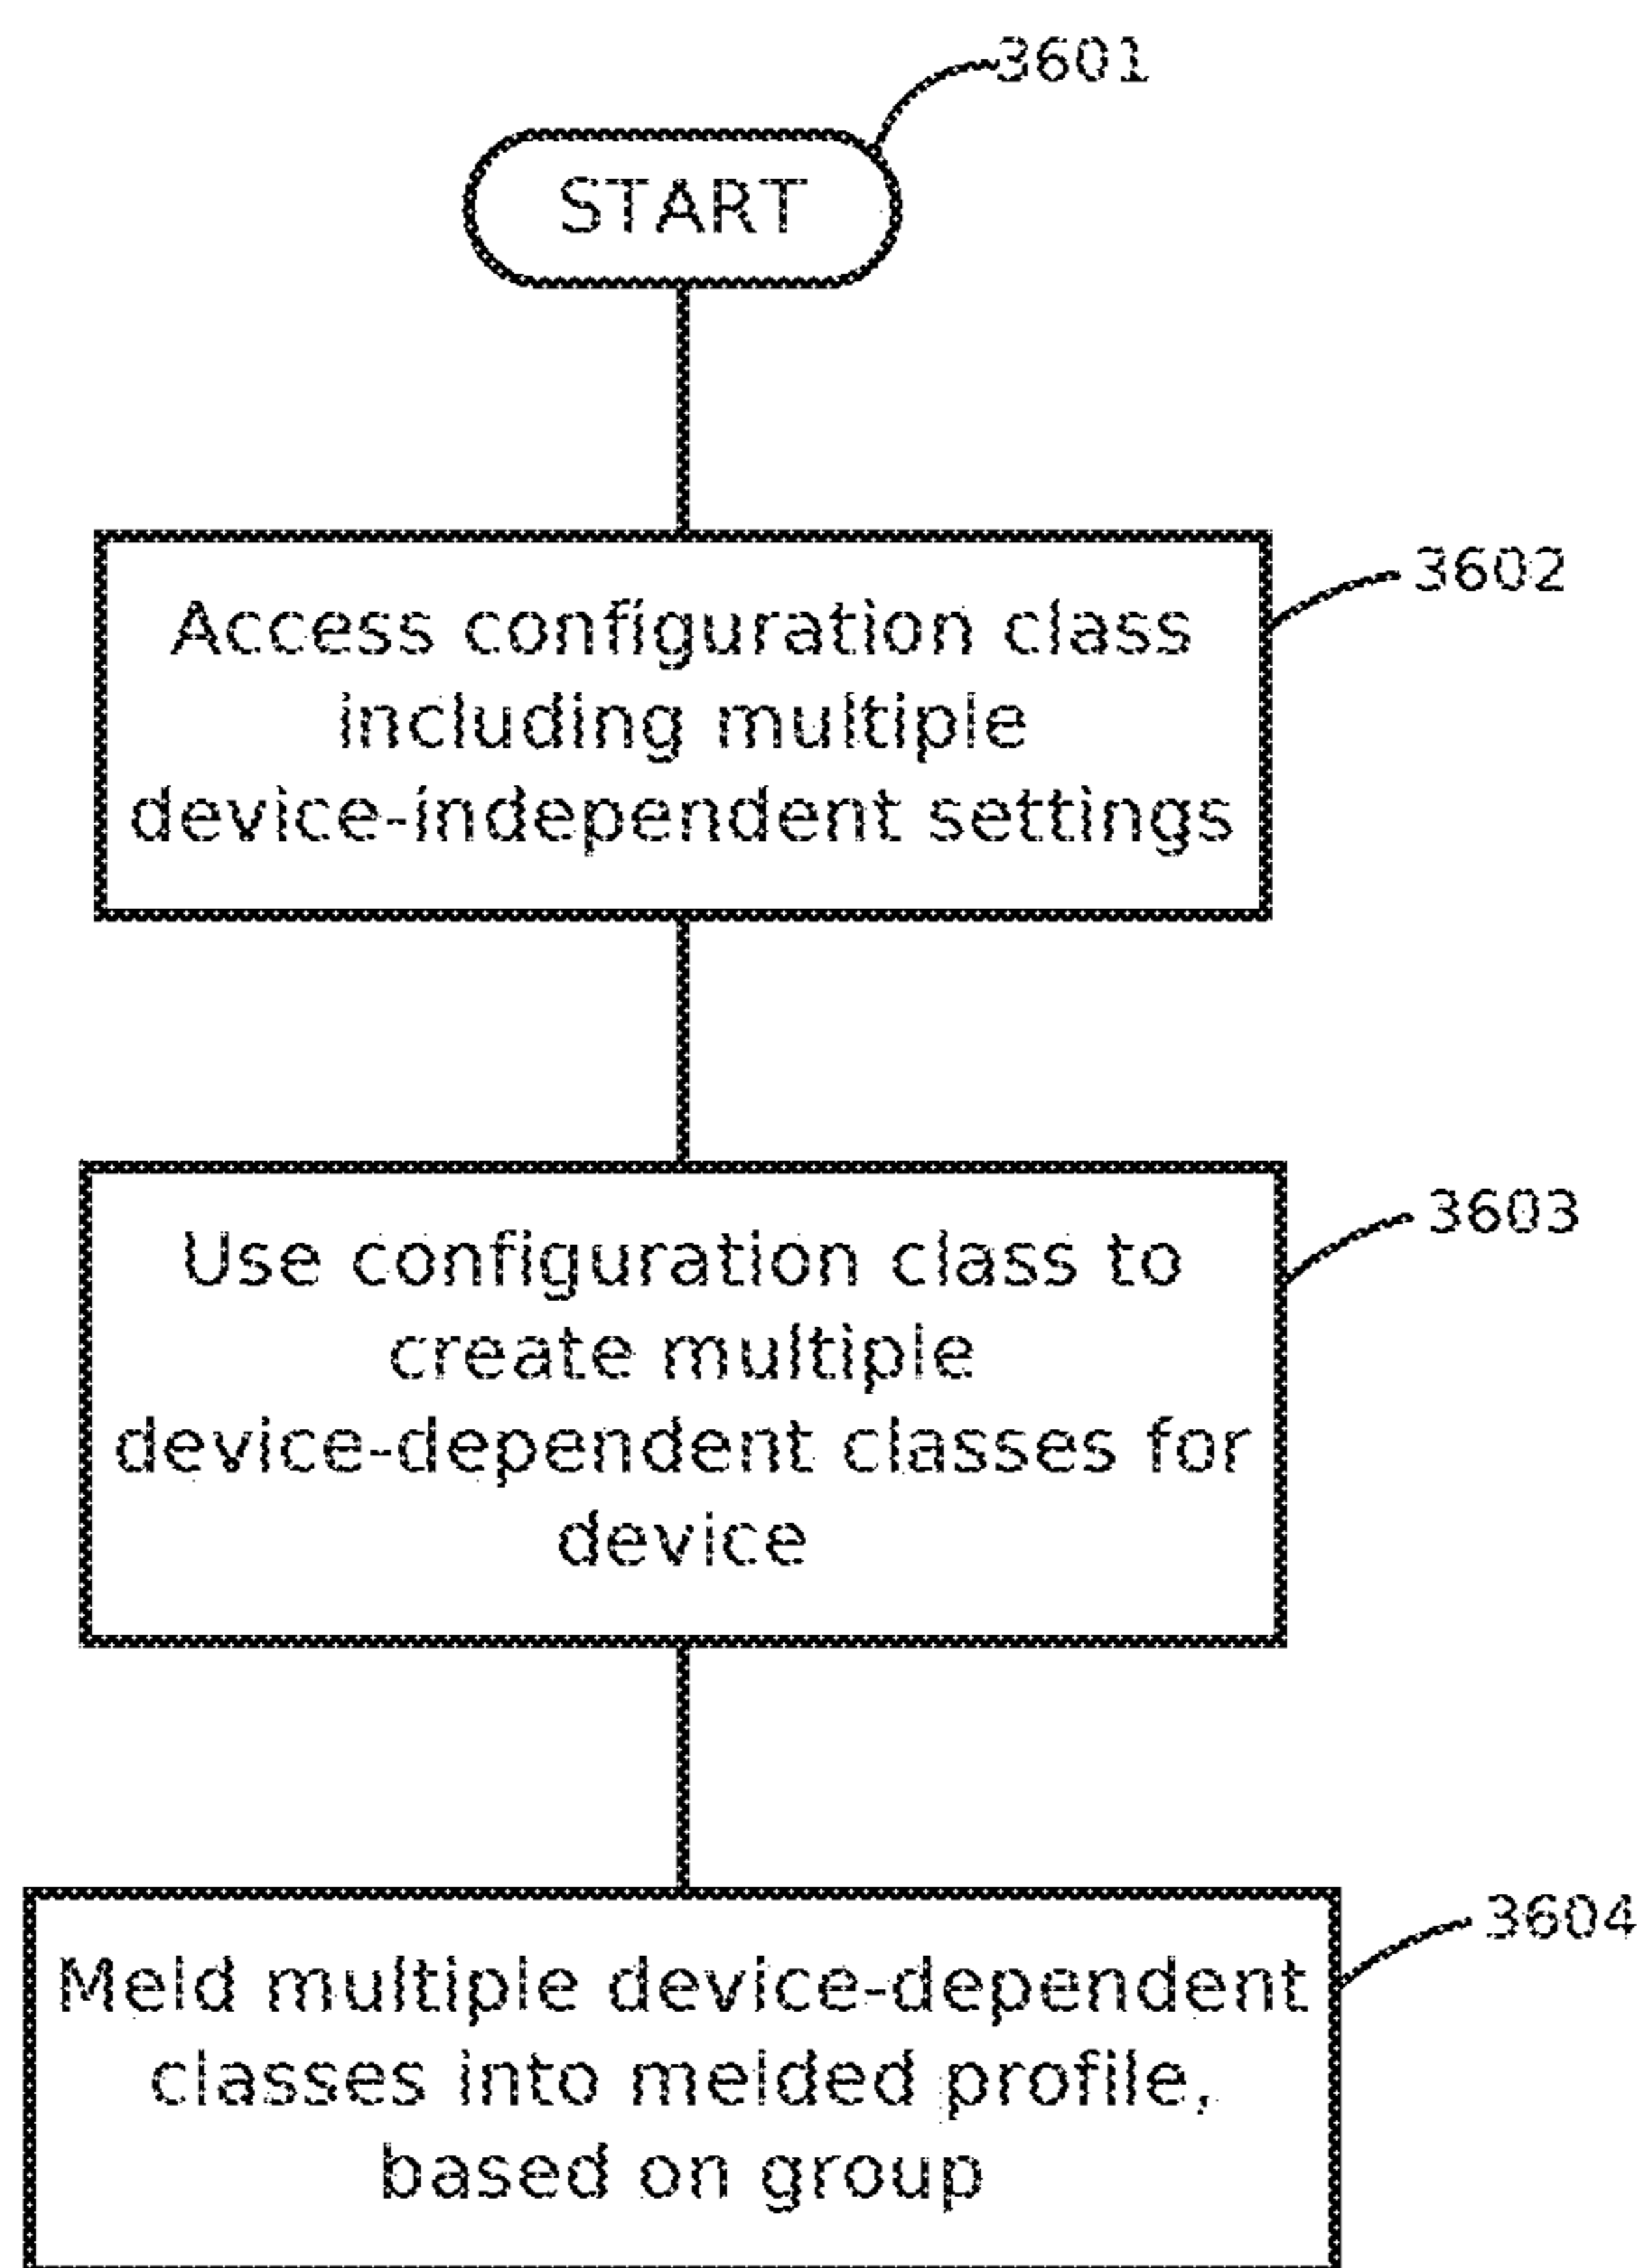 3601
START
3602
Access configuration class
including multiple
device-independent settings
3603
Use configuration class to
create multiple
device-dependent classes for
device
3604
Meld multiple device-dependent
classes into melded profile,
based on group